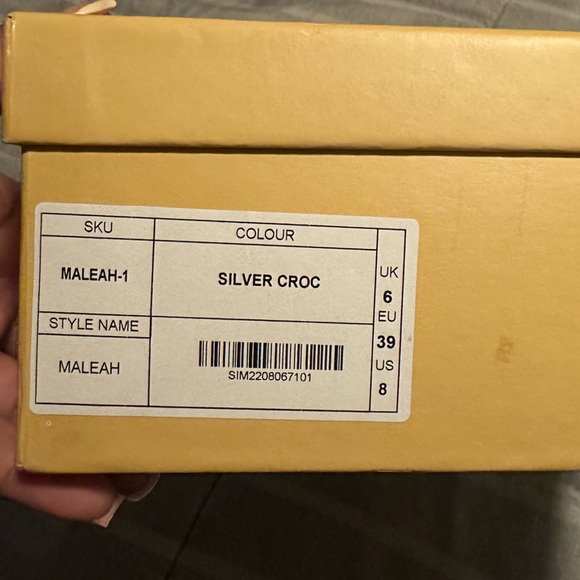 SKU
COLOUR
MALEAH-1
SILVER CROC
STYLE NAME
MALEAH
SIM2208067101
UK
6
EU
39
US
8